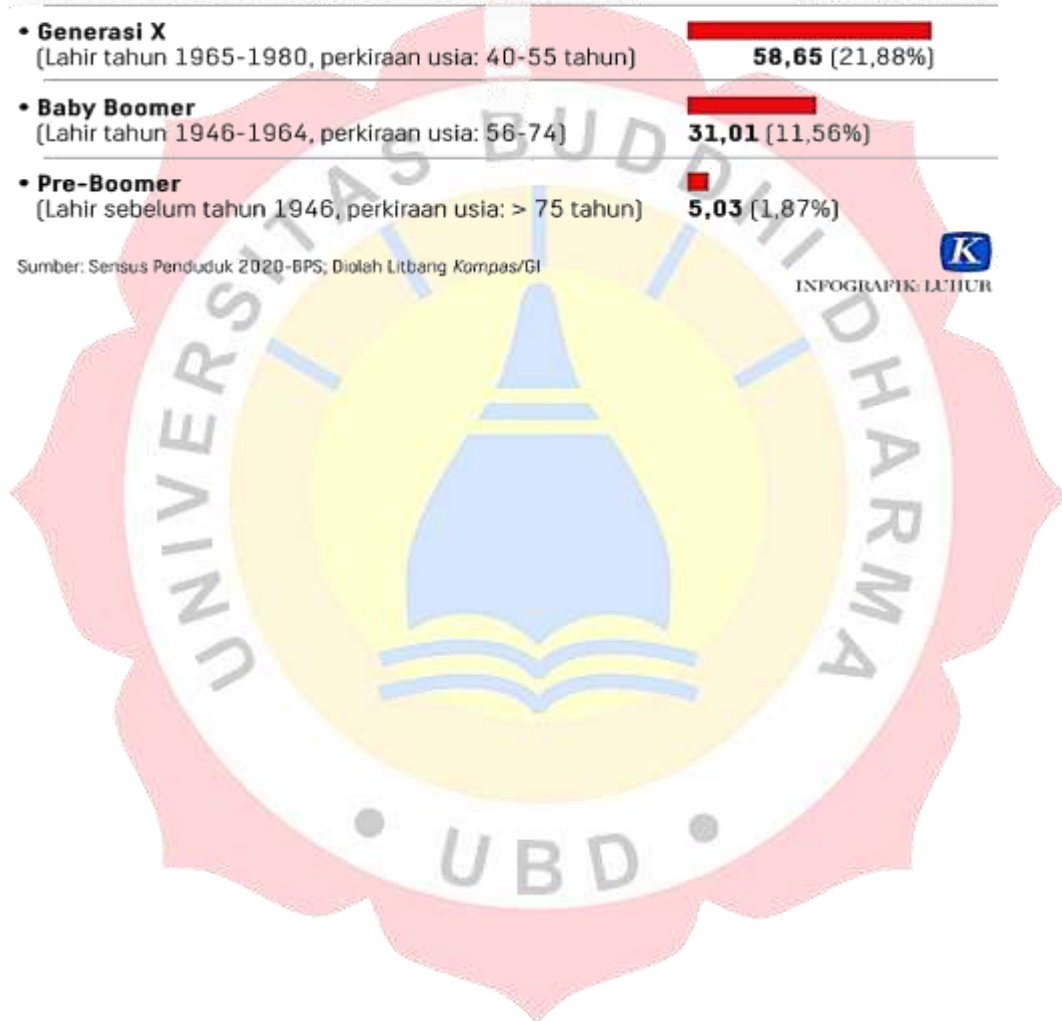 • Generasi X
(Lahir tahun 1965-1980, perkiraan usia: 40-55 tahun)
58,65 (21,88%)
• Baby Boomer
(Lahir tahun 1946-1964, perkiraan usia: 56-74)
31,01 (11,56%)
• Pre-Boomer
(Lahir sebelum tahun 1946, perkiraan usia: > 75 tahun)
5,03 (1,87%)
Sumber: Sensus Penduduk 2020-BPS; Diolah Litbang Kompas/GI
K
INFOGRAFIK: LUHUR
UNIVERSITAS BUDDHI DHARMA
• UBD •